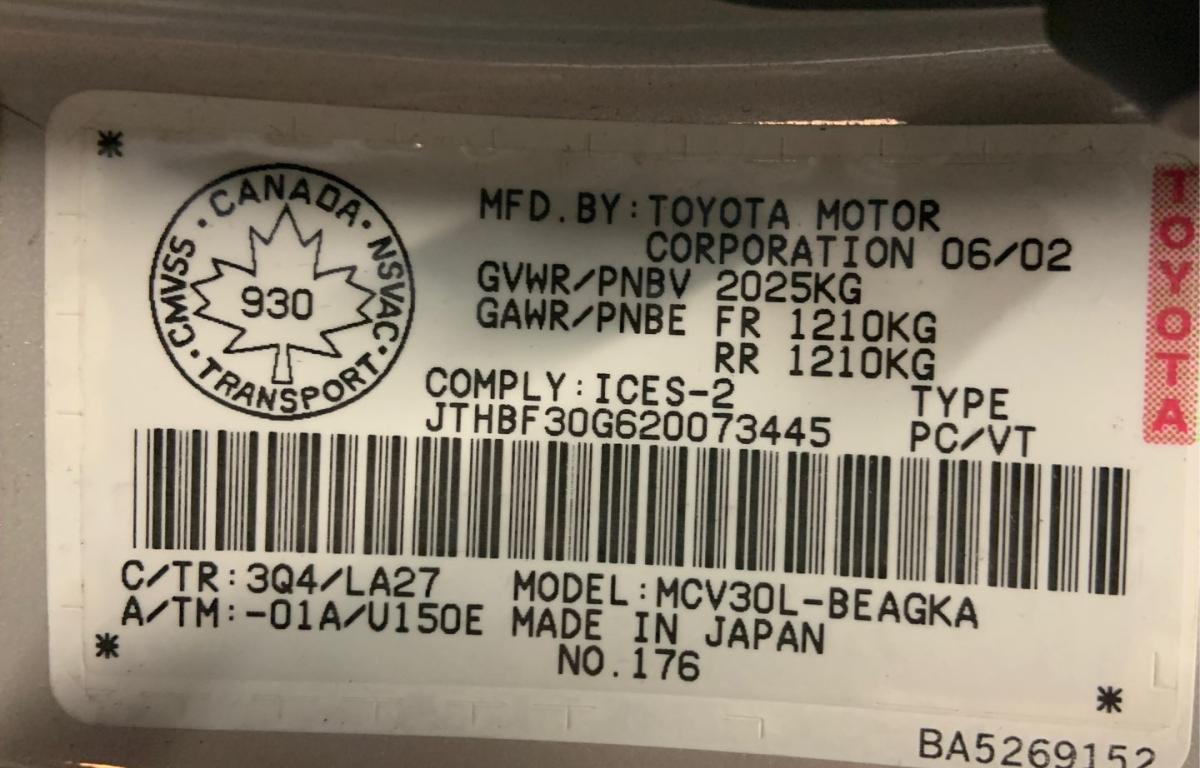 CANADA · NSVAC · TRANSPORT · CMVSS ·
930
MFD.BY:TOYOTA MOTOR
CORPORATION 06/02
GVWR/PNBV 2025KG
GAWR/PNBE FR 1210KG
RR 1210KG
COMPLY:ICES-2 TYPE
JTHBF30G620073445 PC/VT
C/TR:3Q4/LA27 MODEL:MCV30L-BEAGKA
A/TM:-01A/U150E MADE IN JAPAN
NO.176
BA5269152
TOYOTA